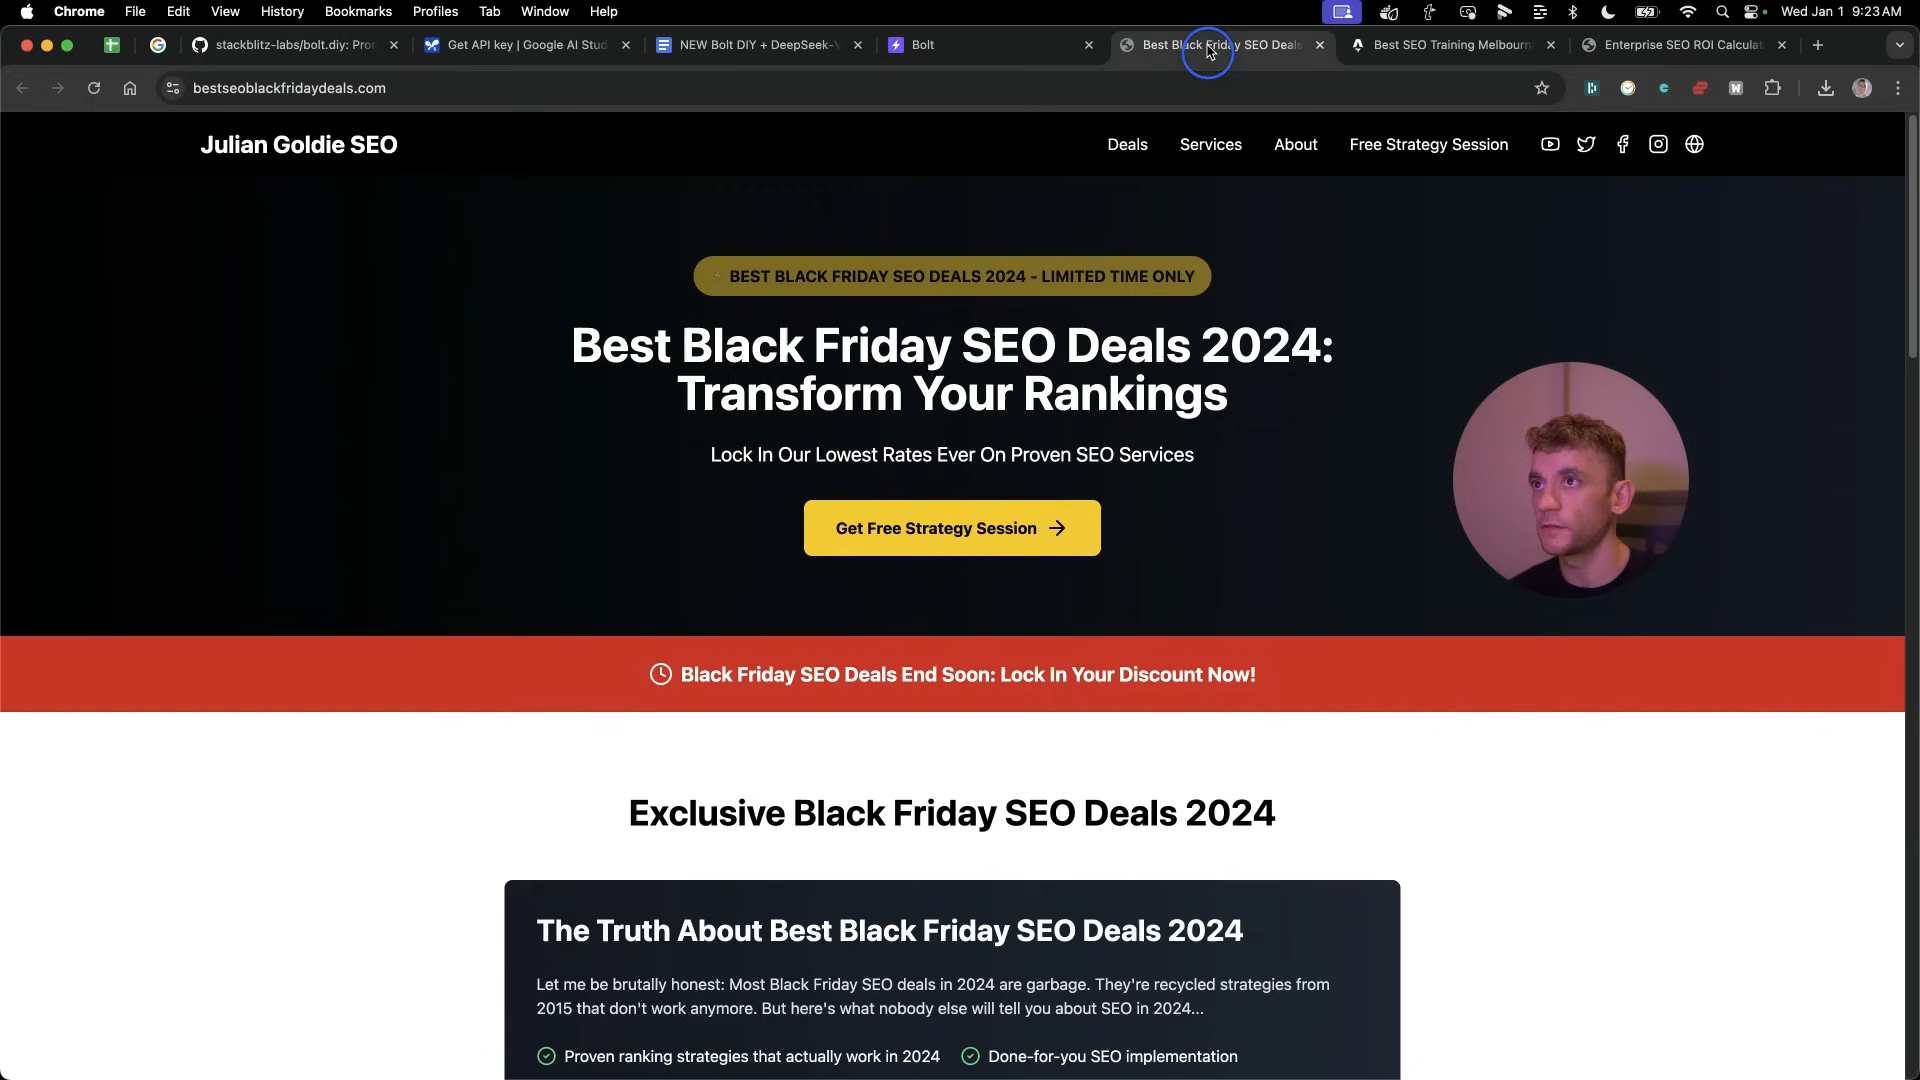 Chrome File Edit View History Bookmarks Profiles Tab Window Help Wed Jan 1 9:23 AM
stackblitz-labs/bolt.diy: Pro Get API key | Google AI Stud NEW Bolt DIY + DeepSeek- Bolt Best Black Friday SEO Deals Best SEO Training Melbourn Enterprise SEO ROI Calculat
bestseoblackfridaydeals.com
Julian Goldie SEO Deals Services About Free Strategy Session
BEST BLACK FRIDAY SEO DEALS 2024 - LIMITED TIME ONLY
Best Black Friday SEO Deals 2024:
Transform Your Rankings
Lock In Our Lowest Rates Ever On Proven SEO Services
Get Free Strategy Session
Black Friday SEO Deals End Soon: Lock In Your Discount Now!
Exclusive Black Friday SEO Deals 2024
The Truth About Best Black Friday SEO Deals 2024
Let me be brutally honest: Most Black Friday SEO deals in 2024 are garbage. They're recycled strategies from
2015 that don't work anymore. But here's what nobody else will tell you about SEO in 2024...
Proven ranking strategies that actually work in 2024 Done-for-you SEO implementation